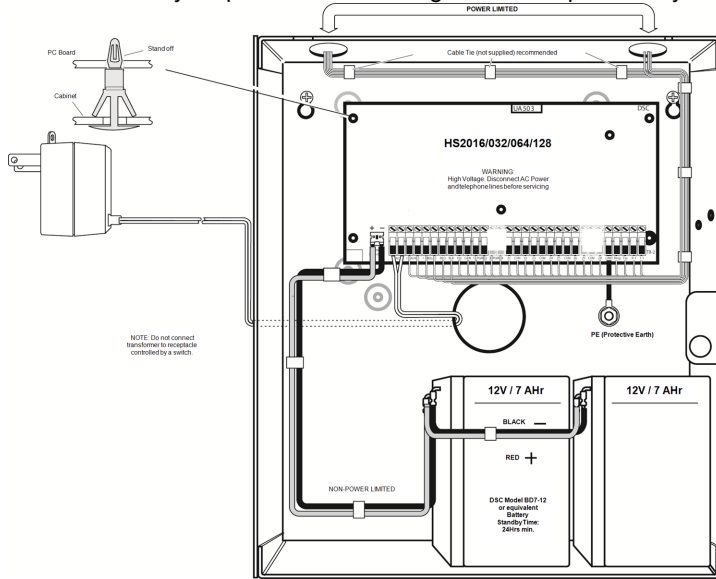 POWER LIMITED
PC Board
Stand off
Cable Tie (not supplied) recommended
Cabinet
UA503
DSC
HS2016/032/064/128
WARNING:
High Voltage. Disconnect AC Power
and telephone lines before servicing
+ −
PE (Protective Earth)
NOTE: Do not connect
transformer to receptacle
controlled by a switch.
12V / 7 AHr
12V / 7 AHr
BLACK −
RED +
NON-POWER LIMITED
DSC Model BD7-12
or equivalent
Battery
Standby Time:
24Hrs min.